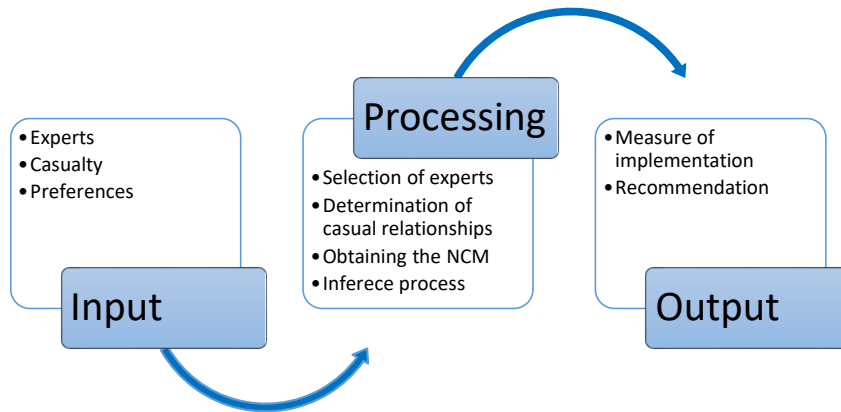 • Experts
• Casualty
• Preferences
Input
Processing
• Selection of experts
• Determination of
casual relationships
• Obtaining the NCM
• Inferece process
• Measure of
implementation
• Recommendation
Output